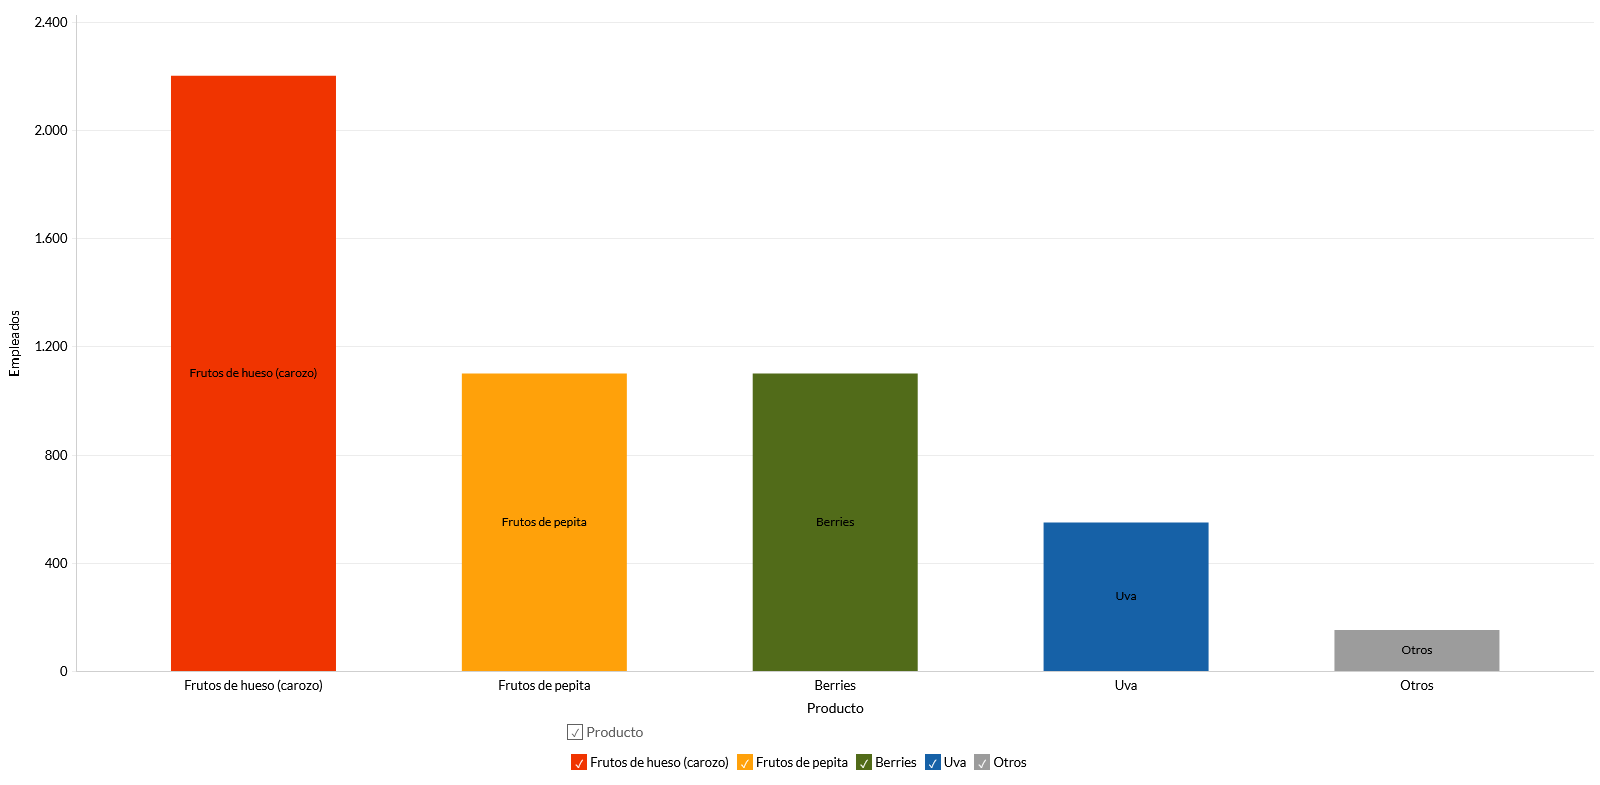 2.400
2.000
1.600
1.200
800
400
0
Empleados
Frutos de hueso (carozo)
Frutos de pepita
Berries
Uva
Otros
Frutos de hueso (carozo) Frutos de pepita Berries Uva Otros
Producto
✓ Producto
✓ Frutos de hueso (carozo) ✓ Frutos de pepita ✓ Berries ✓ Uva ✓ Otros